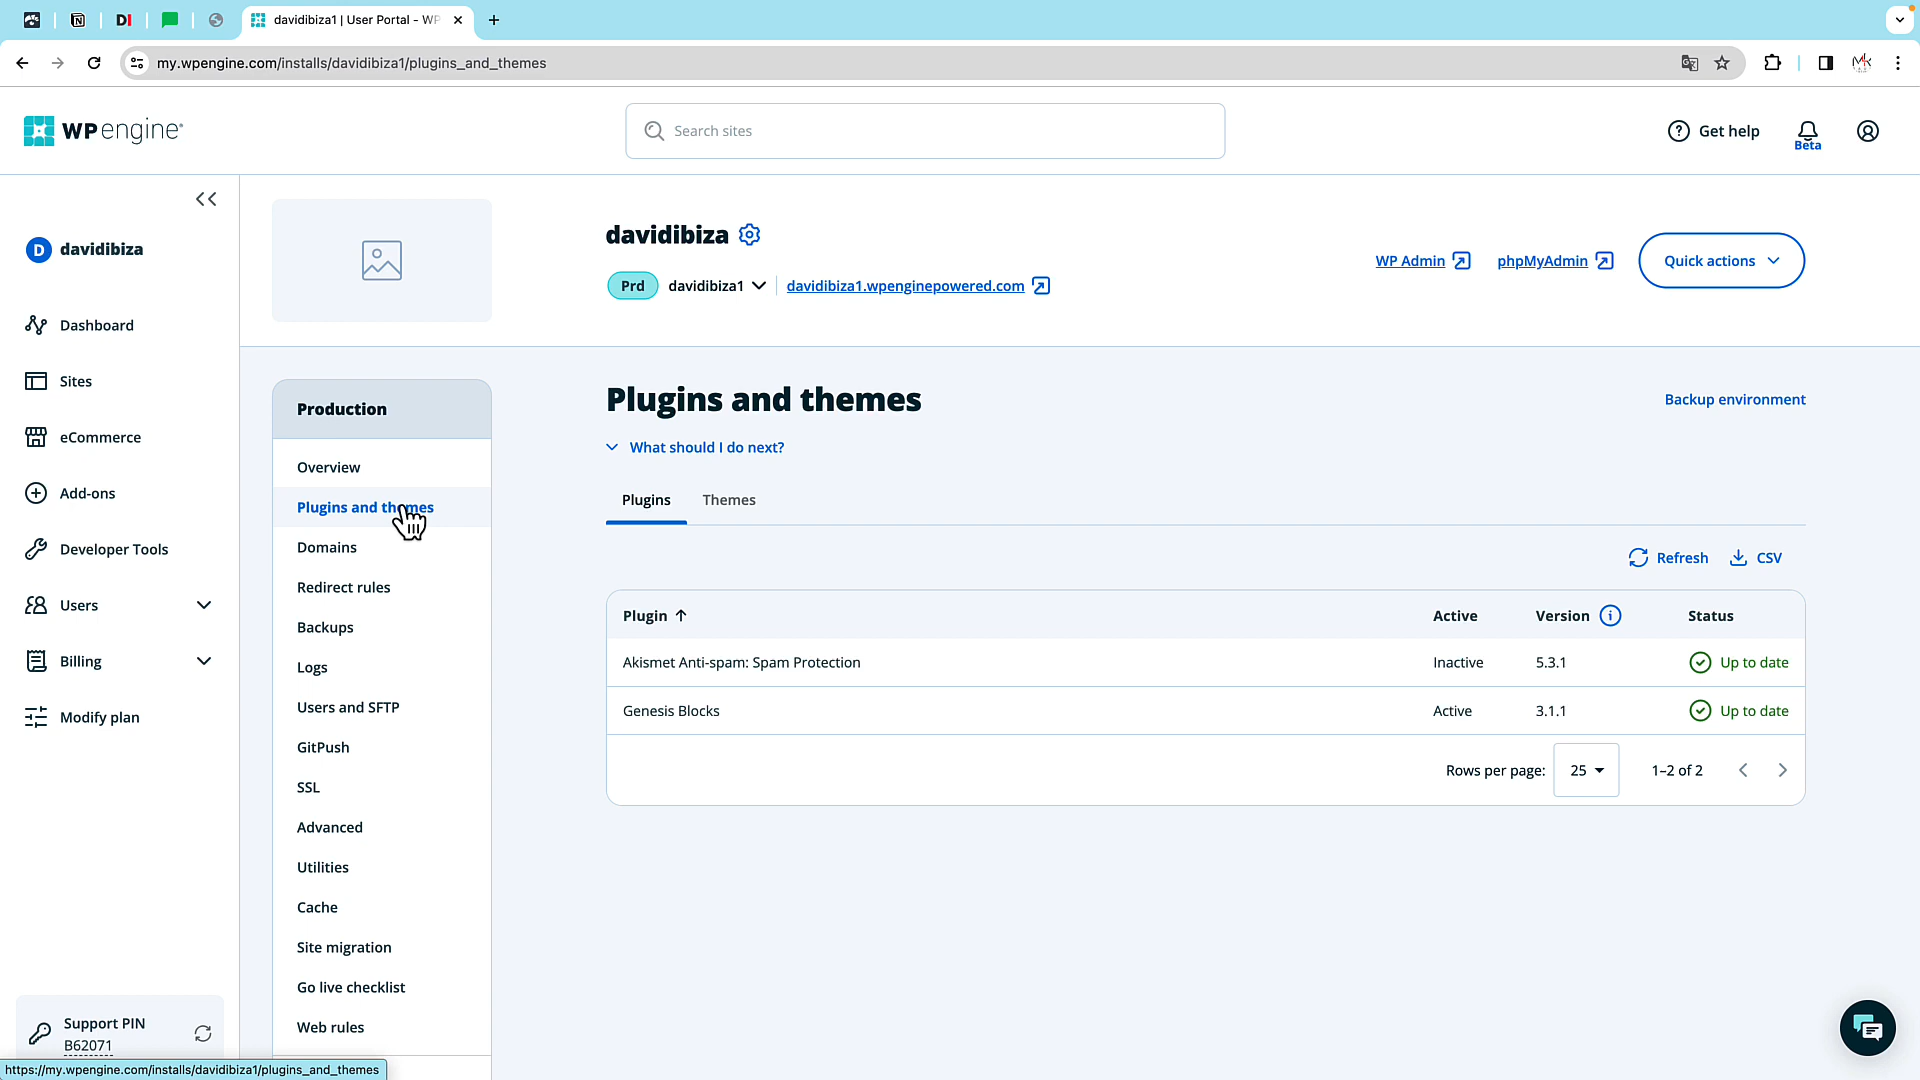 DI
davidibiza1 | User Portal - WP
my.wpengine.com/installs/davidibiza1/plugins_and_themes
WP engine®
Search sites
Get help
Beta
D davidibiza
Dashboard
Sites
eCommerce
Add-ons
Developer Tools
Users
Billing
Modify plan
Support PIN
B62071
davidibiza
Prd davidibiza1 davidibiza1.wpenginepowered.com
WP Admin phpMyAdmin Quick actions
Production
Overview
Plugins and themes
Domains
Redirect rules
Backups
Logs
Users and SFTP
GitPush
SSL
Advanced
Utilities
Cache
Site migration
Go live checklist
Web rules
Plugins and themes
Backup environment
What should I do next?
Plugins Themes
Refresh CSV
Plugin Active Version Status
Akismet Anti-spam: Spam Protection Inactive 5.3.1 Up to date
Genesis Blocks Active 3.1.1 Up to date
Rows per page: 25 1–2 of 2
https://my.wpengine.com/installs/davidibiza1/plugins_and_themes